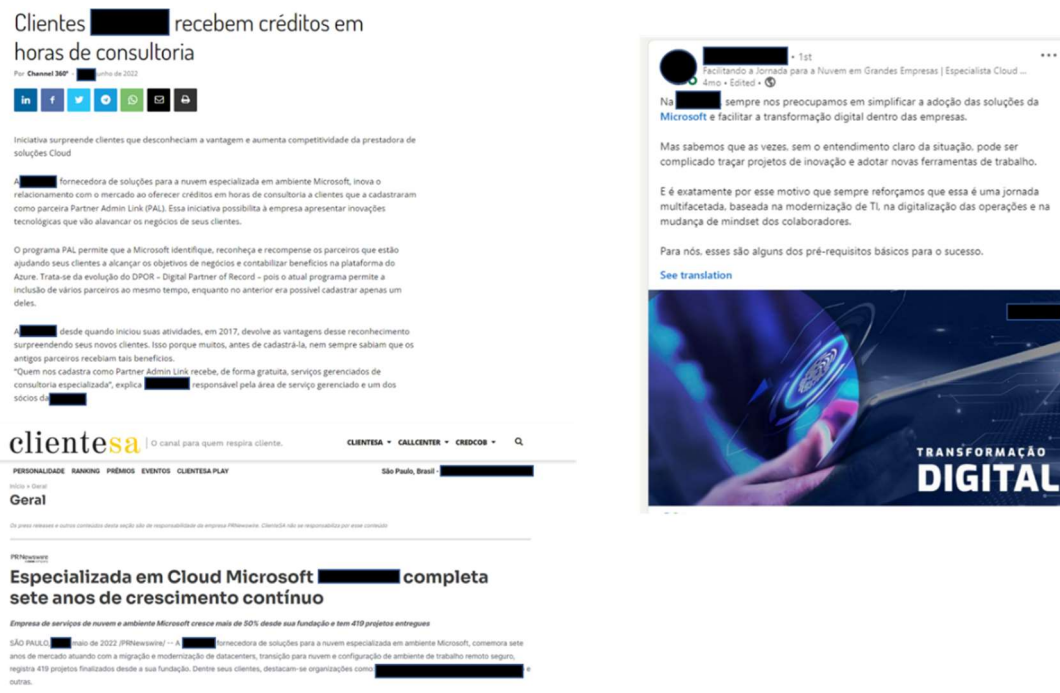 Clientes recebem créditos em
horas de consultoria
Por Channel 360° - unho de 2022
Iniciativa surpreende clientes que desconheciam a vantagem e aumenta competitividade da prestadora de
soluções Cloud
A fornecedora de soluções para a nuvem especializada em ambiente Microsoft, inova o
relacionamento com o mercado ao oferecer créditos em horas de consultoria a clientes que a cadastraram
como parceira Partner Admin Link (PAL). Essa iniciativa possibilita à empresa apresentar inovações
tecnológicas que vão alavancar os negócios de seus clientes.
O programa PAL permite que a Microsoft identifique, reconheça e recompense os parceiros que estão
ajudando seus clientes a alcançar os objetivos de negócios e contabilizar benefícios na plataforma do
Azure. Trata-se da evolução do DPOR – Digital Partner of Record – pois o atual programa permite a
inclusão de vários parceiros ao mesmo tempo, enquanto no anterior era possível cadastrar apenas um
deles.
A desde quando iniciou suas atividades, em 2017, devolve as vantagens desse reconhecimento
surpreendendo seus novos clientes. Isso porque muitos, antes de cadastrá-la, nem sempre sabiam que os
antigos parceiros recebiam tais benefícios.
"Quem nos cadastra como Partner Admin Link recebe, de forma gratuita, serviços gerenciados de
consultoria especializada", explica responsável pela área de serviço gerenciado e um dos
sócios da
clientesa | O canal para quem respira cliente.
CLIENTESA CALLCENTER CREDCOB
PERSONALIDADE RANKING PRÊMIOS EVENTOS CLIENTESA PLAY
São Paulo, Brasil -
Início » Geral
Geral
Os press releases e outros conteúdos desta seção são de responsabilidade da empresa PRNewswire. ClienteSA não se responsabiliza por esse conteúdo
PRNewswire
Especializada em Cloud Microsoft completa
sete anos de crescimento contínuo
Empresa de serviços de nuvem e ambiente Microsoft cresce mais de 50% desde sua fundação e tem 419 projetos entregues
SÃO PAULO, maio de 2022 /PRNewswire/ -- A fornecedora de soluções para a nuvem especializada em ambiente Microsoft, comemora sete
anos de mercado atuando com a migração e modernização de datacenters, transição para nuvem e configuração de ambiente de trabalho remoto seguro,
registra 419 projetos finalizados desde a sua fundação. Dentre seus clientes, destacam-se organizações como: e
outras.
• 1st
Facilitando a Jornada para a Nuvem em Grandes Empresas | Especialista Cloud ...
4mo • Edited •
Na , sempre nos preocupamos em simplificar a adoção das soluções da
Microsoft e facilitar a transformação digital dentro das empresas.
Mas sabemos que as vezes, sem o entendimento claro da situação, pode ser
complicado traçar projetos de inovação e adotar novas ferramentas de trabalho.
E é exatamente por esse motivo que sempre reforçamos que essa é uma jornada
multifacetada, baseada na modernização de TI, na digitalização das operações e na
mudança de mindset dos colaboradores.
Para nós, esses são alguns dos pré-requisitos básicos para o sucesso.
See translation
TRANSFORMAÇÃO
DIGITAL